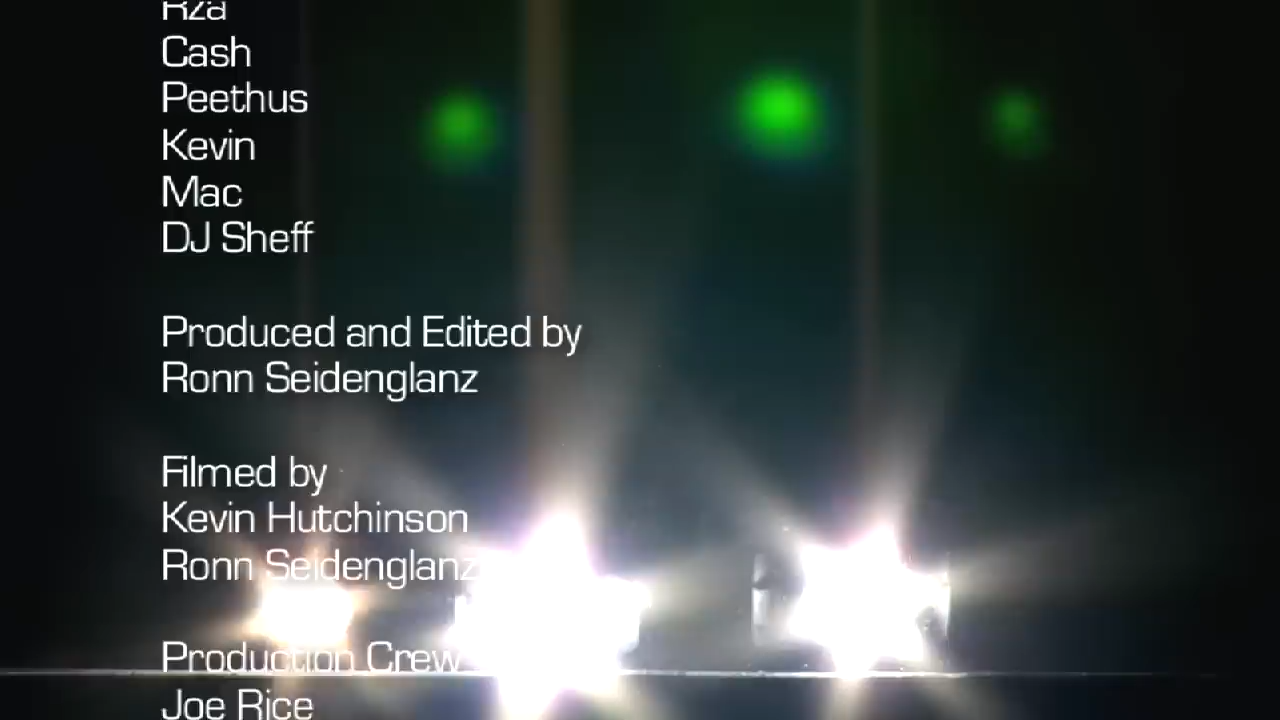 Rza
Cash
Peethus
Kevin
Mac
DJ Sheff
Produced and Edited by
Ronn Seidenglanz
Filmed by
Kevin Hutchinson
Ronn Seidenglanz
Production Crew
Joe Rice